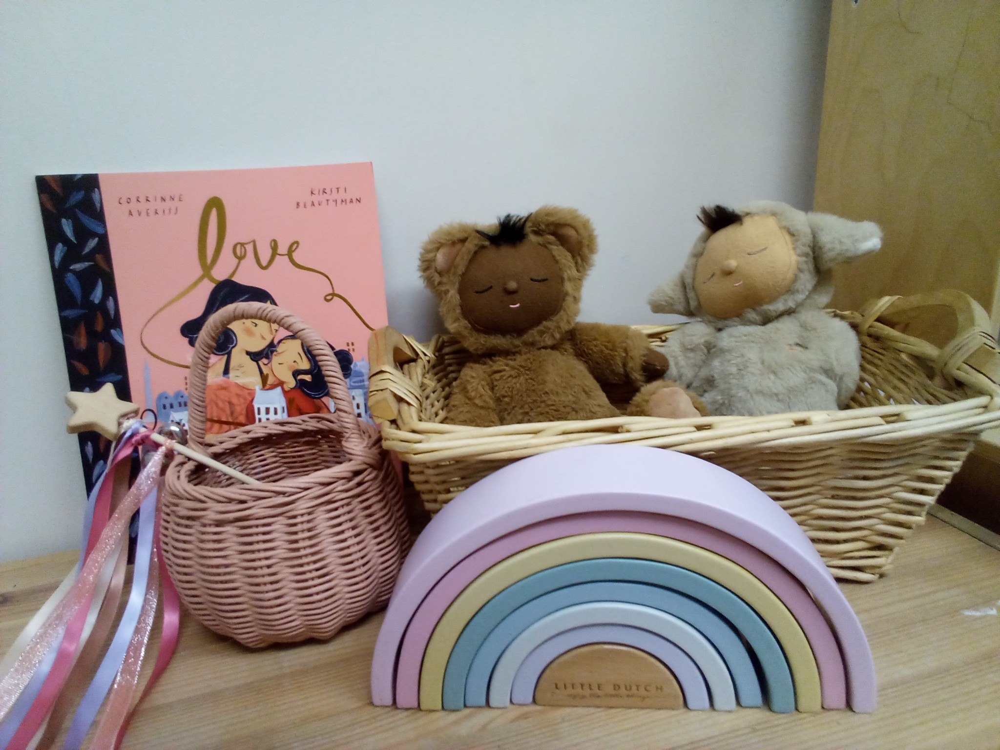 CORRINNE
AVERISS
KIRSTI
BEAUTYMAN
love
LITTLE DUTCH